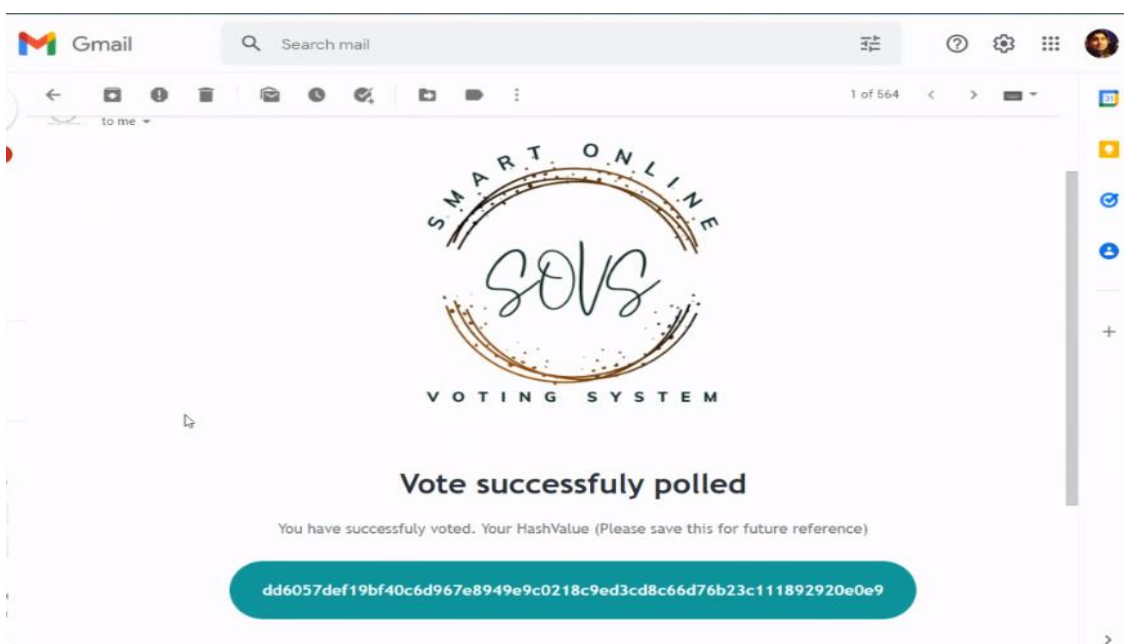 Gmail
Search mail
1 of 564
31
to me
SMART ONLINE
SOVS
VOTING SYSTEM
Vote successfuly polled
You have successfuly voted. Your HashValue (Please save this for future reference)
dd6057def19bf40c6d967e8949e9c0218c9ed3cd8c66d76b23c111892920e0e9